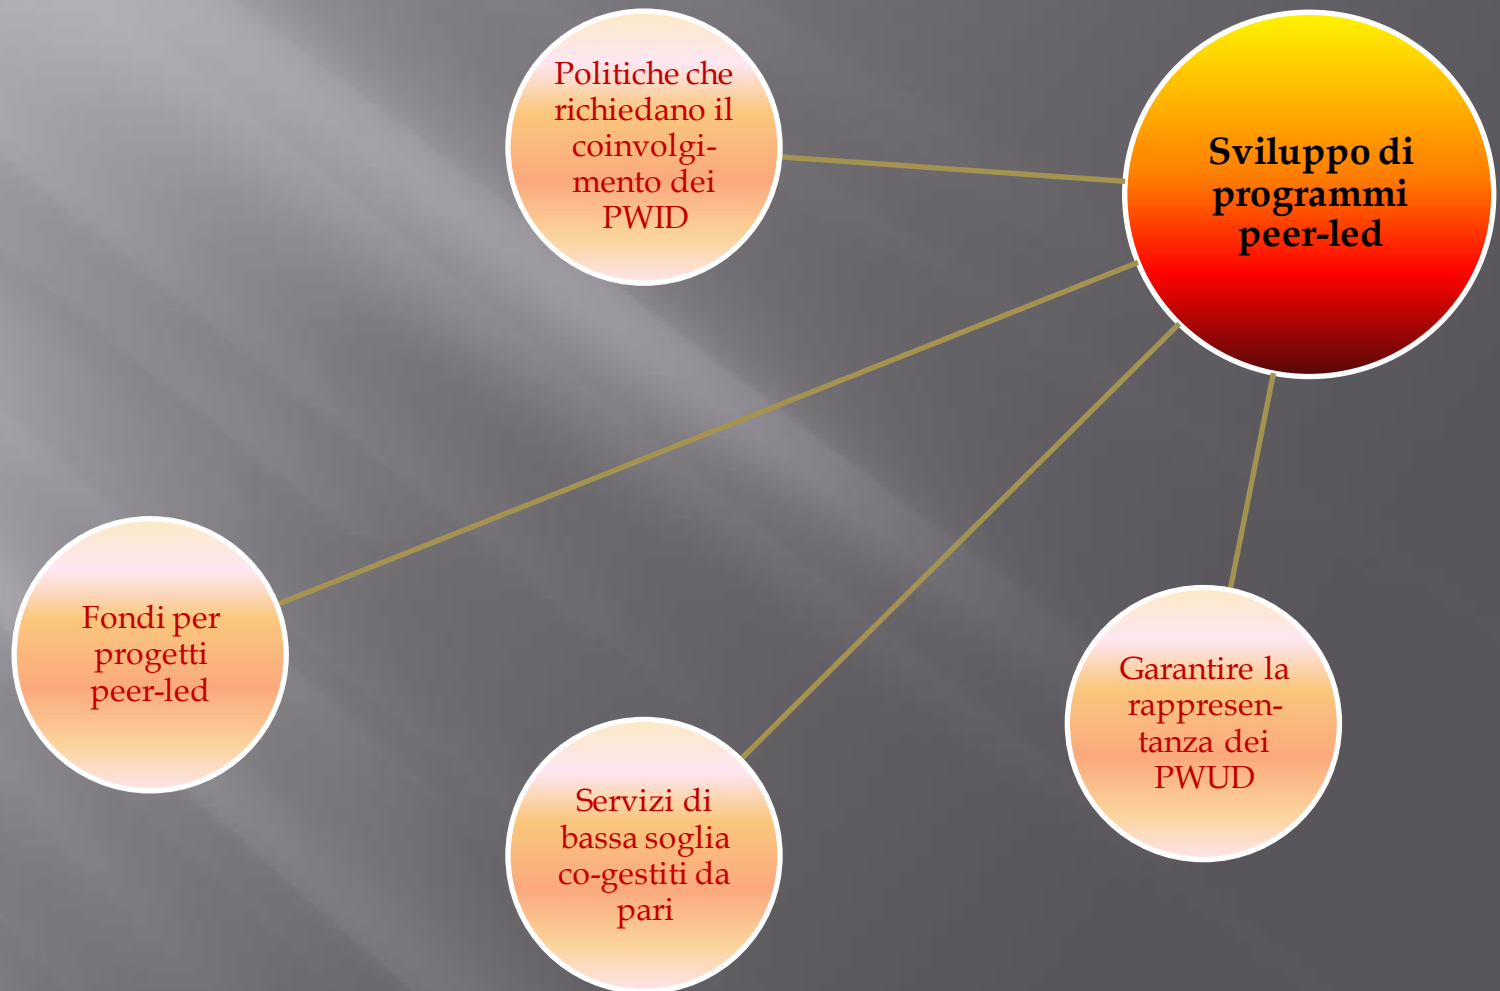 Politiche che
richiedano il
coinvolgi-
mento dei
PWID
Sviluppo di
programmi
peer-led
Fondi per
progetti
peer-led
Servizi di
bassa soglia
co-gestiti da
pari
Garantire la
rappresen-
tanza dei
PWUD